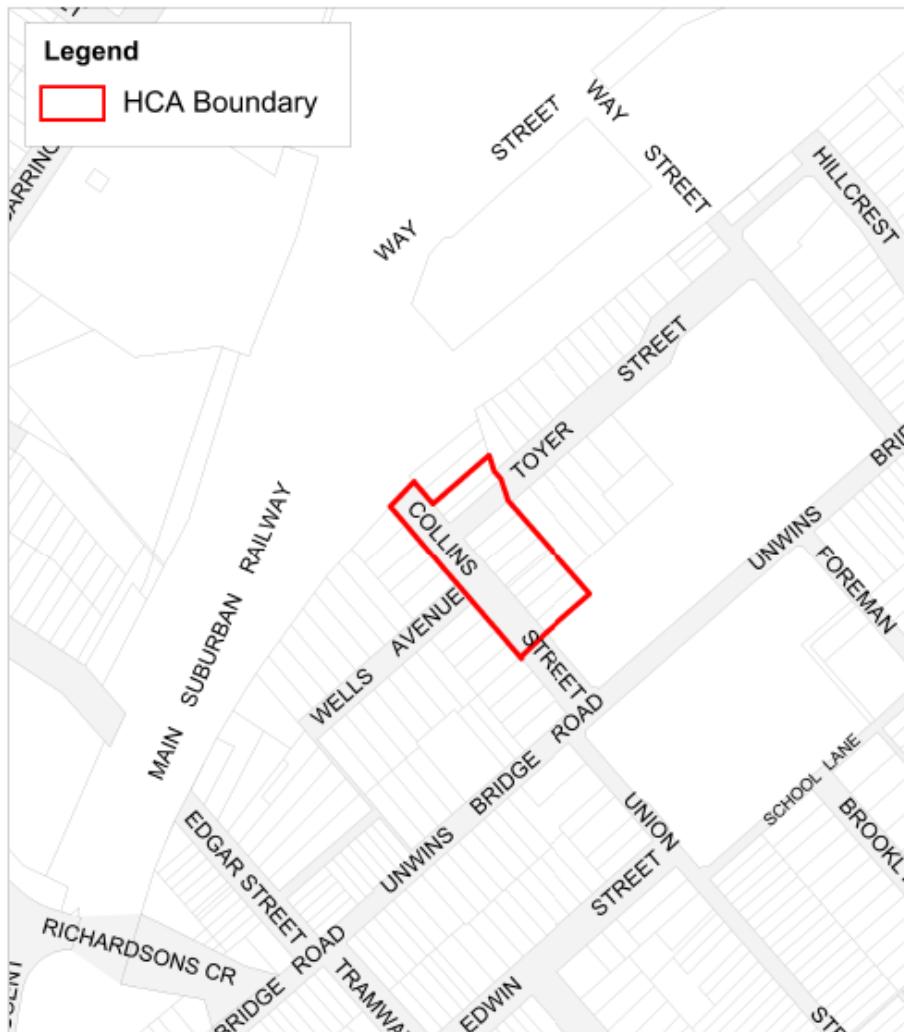 Legend
HCA Boundary
WAY STREET
WAY STREET
HILLCREST
TOYER STREET
COLLINS STREET
WELLS AVENUE
MAIN SUBURBAN RAILWAY
UNWINS BRIDGE ROAD
UNWINS
FOREMAN
UNION
SCHOOL LANE
BROOKLY
EDGAR STREET
STREET
EDWIN
RICHARDSONS CR
BRIDGE ROAD
TRAMWAY